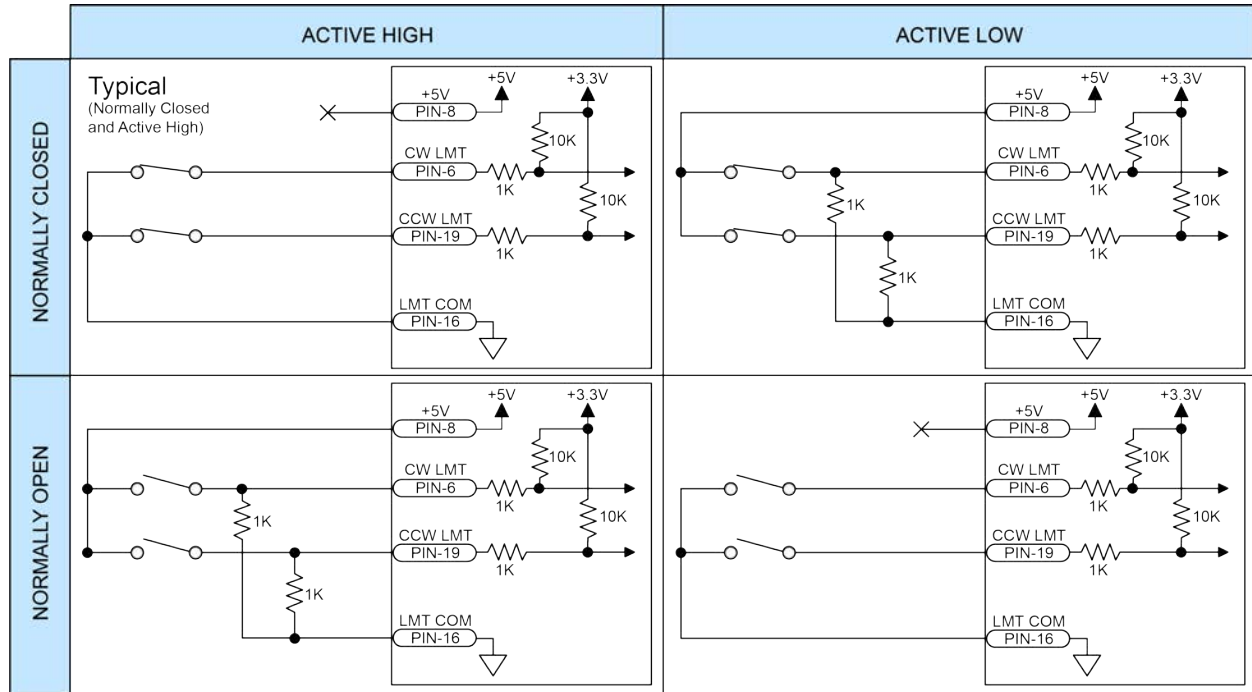 ACTIVE HIGH
ACTIVE LOW
NORMALLY CLOSED
Typical
(Normally Closed
and Active High)
+5V
+3.3V
+5V
PIN-8
10K
CW LMT
PIN-6
1K
10K
CCW LMT
PIN-19
1K
LMT COM
PIN-16
+5V
+3.3V
+5V
PIN-8
10K
CW LMT
PIN-6
1K
1K
10K
CCW LMT
PIN-19
1K
1K
LMT COM
PIN-16
NORMALLY OPEN
+5V
+3.3V
+5V
PIN-8
10K
CW LMT
PIN-6
1K
1K
10K
CCW LMT
PIN-19
1K
1K
LMT COM
PIN-16
+5V
+3.3V
+5V
PIN-8
10K
CW LMT
PIN-6
1K
10K
CCW LMT
PIN-19
1K
LMT COM
PIN-16